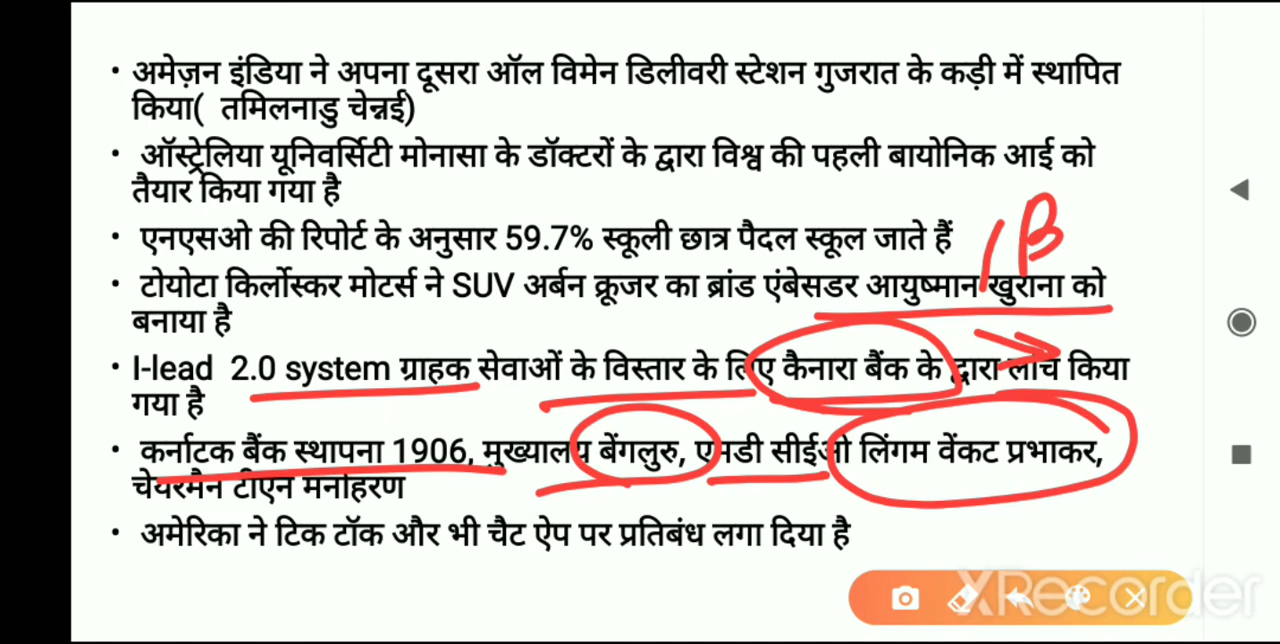 • अमेज़न इंडिया ने अपना दूसरा ऑल विमेन डिलीवरी स्टेशन गुजरात के कड़ी में स्थापित
किया( तमिलनाडु चेन्नई)
• ऑस्ट्रेलिया यूनिवर्सिटी मोनासा के डॉक्टरों के द्वारा विश्व की पहली बायोनिक आई को
तैयार किया गया है
• एनएसओ की रिपोर्ट के अनुसार 59.7% स्कूली छात्र पैदल स्कूल जाते हैं
• टोयोटा किर्लोस्कर मोटर्स ने SUV अर्बन क्रूजर का ब्रांड एंबेसडर आयुष्मान खुराना को
बनाया है
• I-lead 2.0 system ग्राहक सेवाओं के विस्तार के लिए कैनारा बैंक के द्वारा लांच किया
गया है
• कर्नाटक बैंक स्थापना 1906, मुख्यालय बेंगलुरु, एमडी सीईओ लिंगम वेंकट प्रभाकर,
चेयरमैन टीएन मनोहरण
• अमेरिका ने टिक टॉक और भी चैट ऐप पर प्रतिबंध लगा दिया है
XRecorder